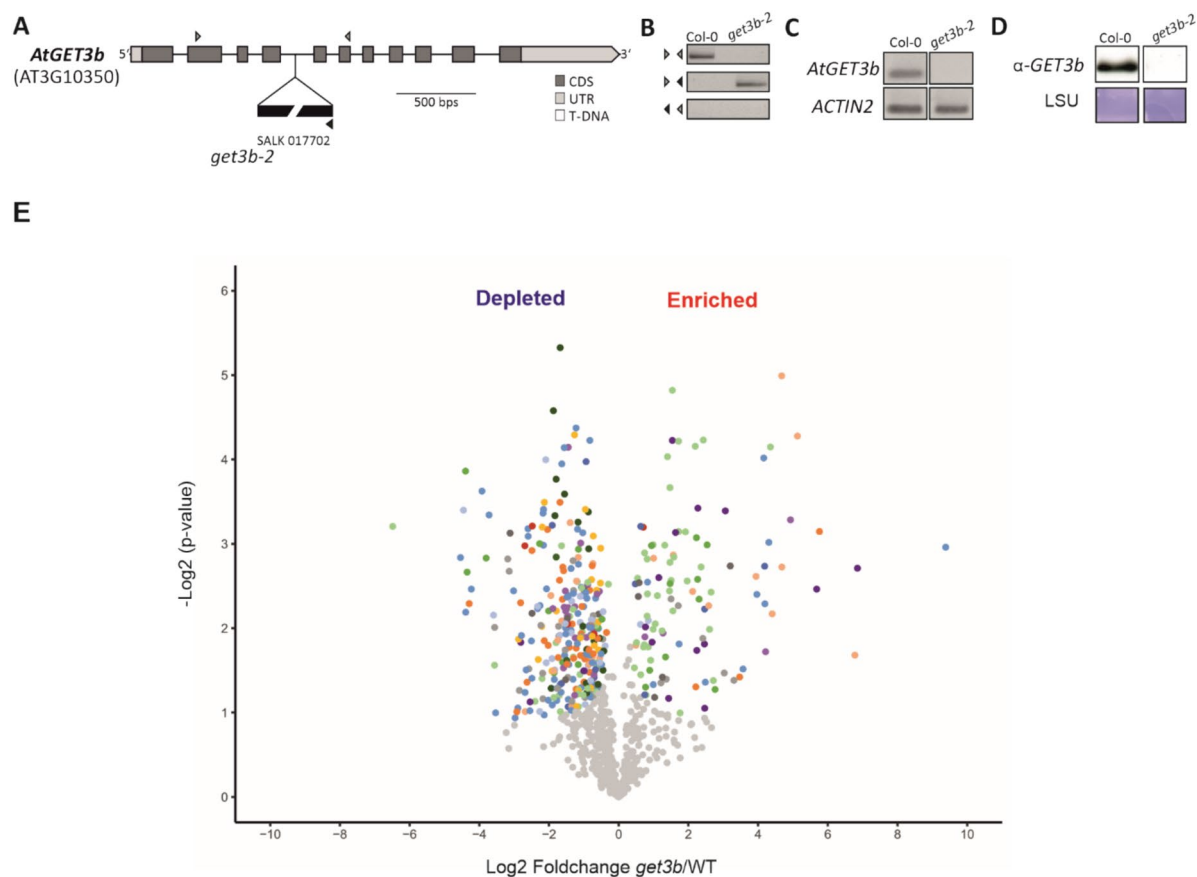 A
AtGET3b
(AT3G10350)
5'
3'
CDS
UTR
T-DNA
500 bps
SALK 017702
get3b-2
B
Col-0 get3b-2
C
Col-0 get3b-2
AtGET3b
ACTIN2
D
Col-0 get3b-2
α-GET3b
LSU
E
Depleted
Enriched
6
5
4
3
2
1
0
-Log2 (p-value)
−10 −8 −6 −4 −2 0 2 4 6 8 10
Log2 Foldchange get3b/WT